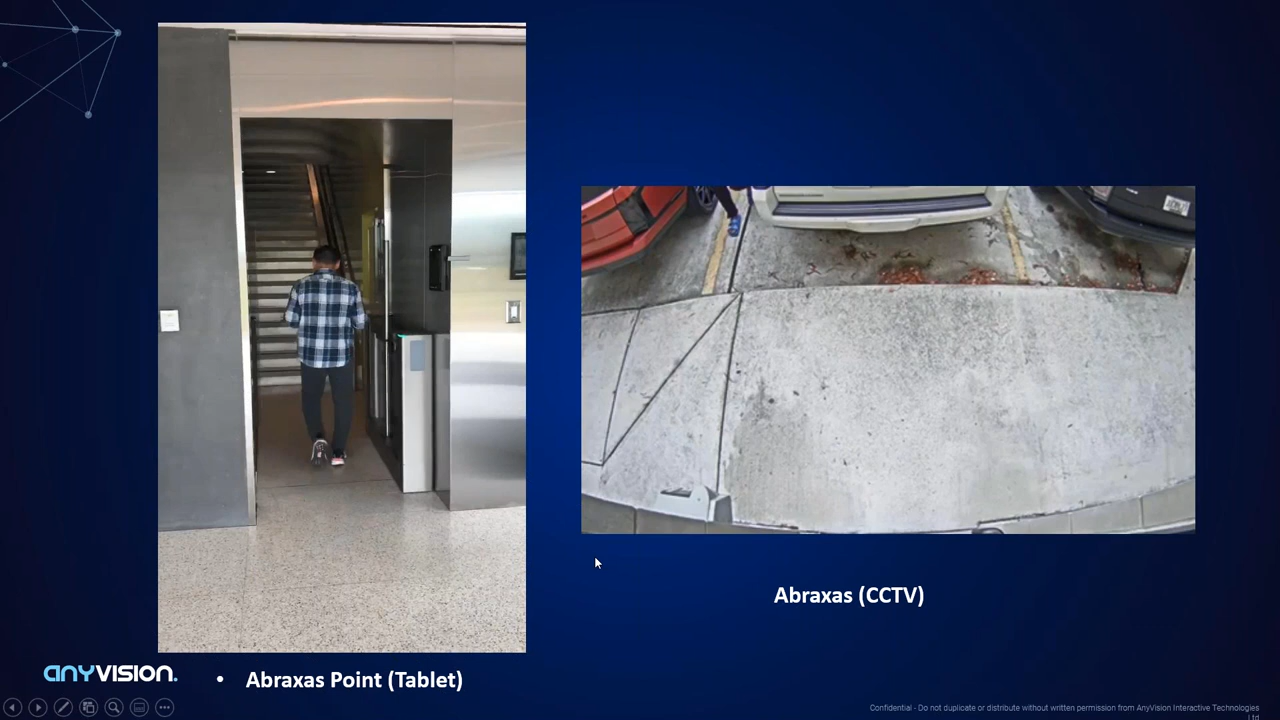 Abraxas (CCTV)
anyvision.
• Abraxas Point (Tablet)
Confidential - Do not duplicate or distribute without written permission from AnyVision Interactive Technologies
Ltd